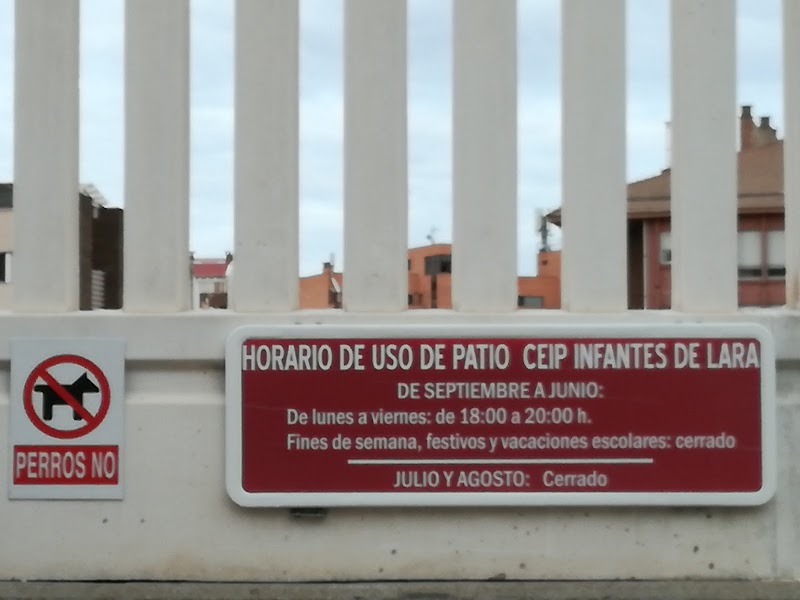 HORARIO DE USO DE PATIO CEIP INFANTES DE LARA
DE SEPTIEMBRE A JUNIO:
De lunes a viernes: de 18:00 a 20:00 h.
Fines de semana, festivos y vacaciones escolares: cerrado
JULIO Y AGOSTO: Cerrado
PERROS NO